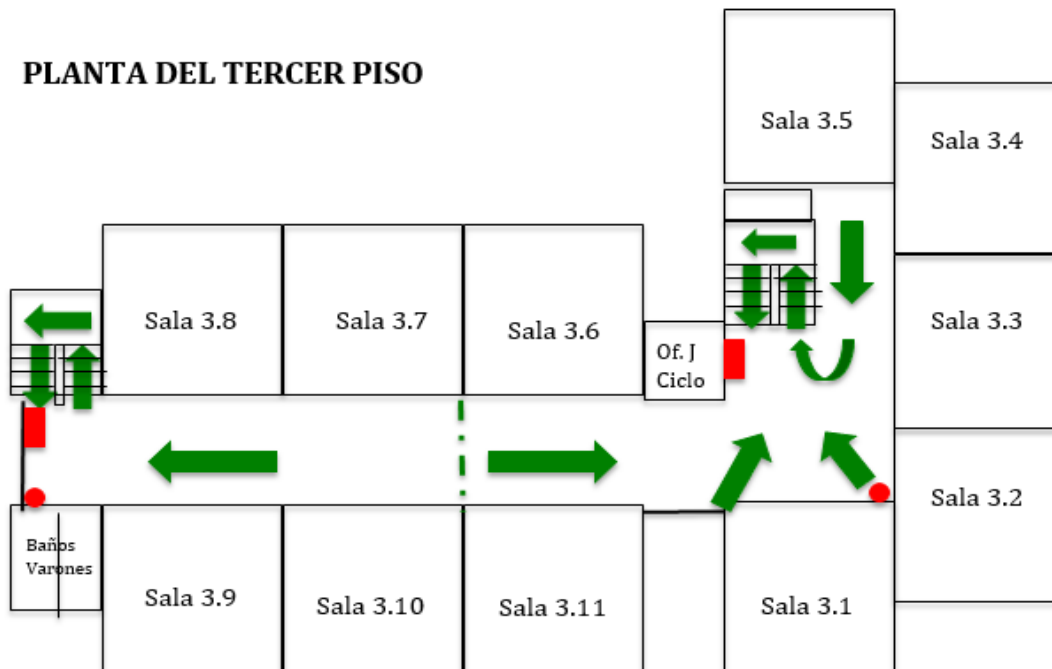 PLANTA DEL TERCER PISO
Sala 3.5
Sala 3.4
Sala 3.8
Sala 3.7
Sala 3.6
Of. J
Ciclo
Sala 3.3
Sala 3.2
Baños
Varones
Sala 3.9
Sala 3.10
Sala 3.11
Sala 3.1